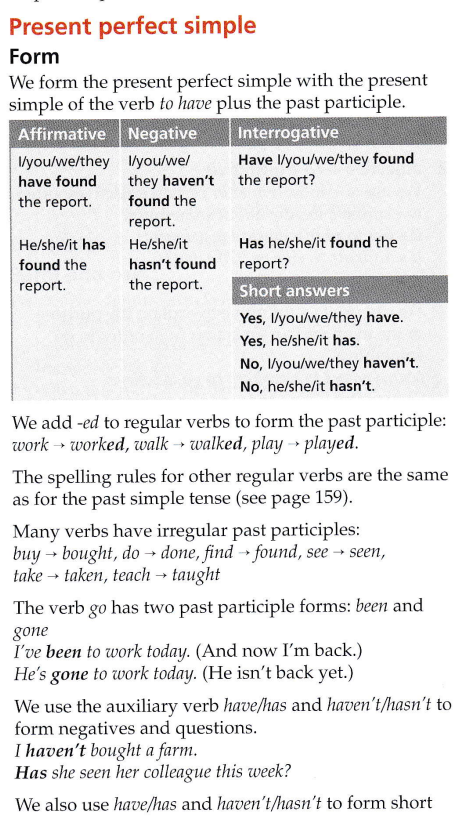 Present perfect simple
Form
We form the present perfect simple with the present
simple of the verb to have plus the past participle.
Affirmative Negative Interrogative
I/you/we/they
have found
the report.
I/you/we/
they haven't
found the
report.
Have I/you/we/they found
the report?
He/she/it has
found the
report.
He/she/it
hasn't found
the report.
Has he/she/it found the
report?
Short answers
Yes, I/you/we/they have.
Yes, he/she/it has.
No, I/you/we/they haven't.
No, he/she/it hasn't.
We add -ed to regular verbs to form the past participle:
work → worked, walk → walked, play → played.
The spelling rules for other regular verbs are the same
as for the past simple tense (see page 159).
Many verbs have irregular past participles:
buy → bought, do → done, find → found, see → seen,
take → taken, teach → taught
The verb go has two past participle forms: been and
gone
I've been to work today. (And now I'm back.)
He's gone to work today. (He isn't back yet.)
We use the auxiliary verb have/has and haven't/hasn't to
form negatives and questions.
I haven't bought a farm.
Has she seen her colleague this week?
We also use have/has and haven't/hasn't to form short